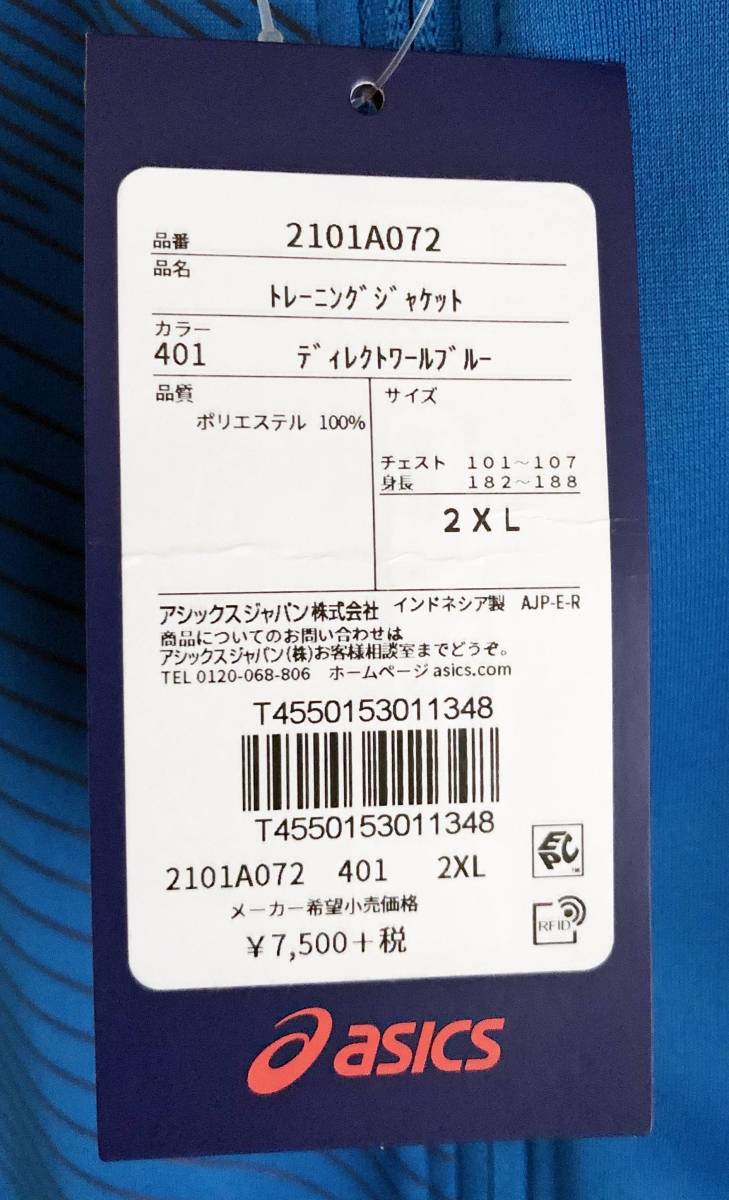 品番 2101A072
品名
ﾄﾚｰﾆﾝｸﾞｼﾞｬｹｯﾄ
カラー
401 ﾃﾞｨﾚｸﾄﾜｰﾙﾌﾞﾙｰ
品質
ポリエステル 100%
サイズ
チェスト 101～107
身長 182～188
2XL
アシックスジャパン株式会社 インドネシア製 AJP-E-R
商品についてのお問い合わせは
アシックスジャパン(株)お客様相談室までどうぞ。
TEL 0120-068-806 ホームページ asics.com
T4550153011348
T4550153011348
2101A072 401 2XL
EPC
メーカー希望小売価格
RFID
¥7,500＋税
asics